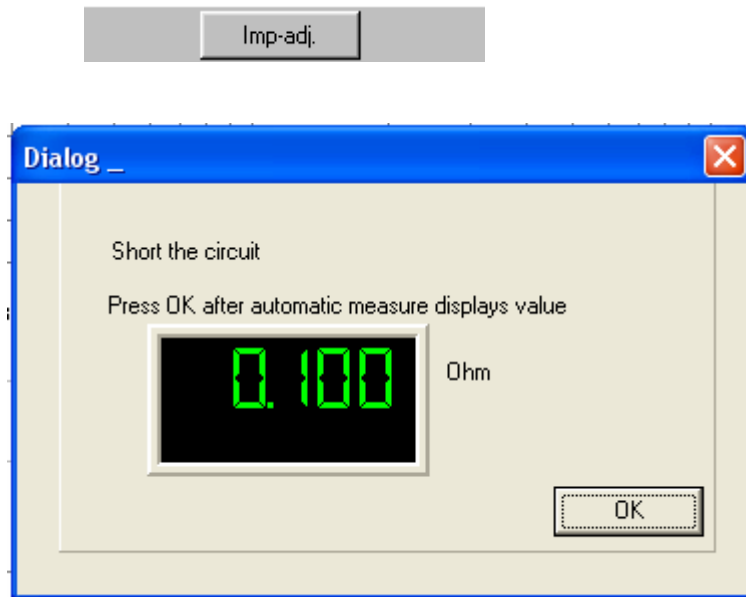 Imp-adj.
Dialog _
Short the circuit
Press OK after automatic measure displays value
0.100 Ohm
OK